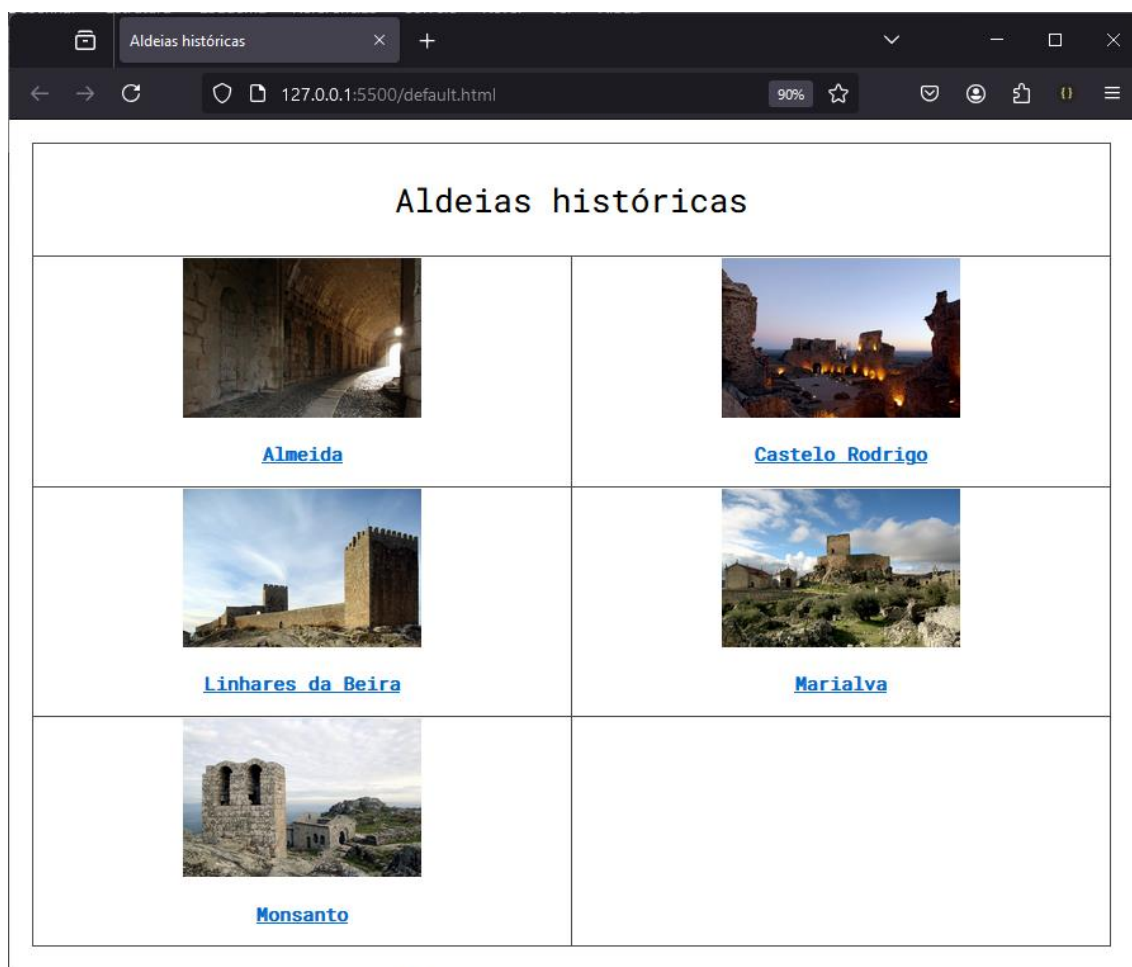 Aldeias históricas
127.0.0.1:5500/default.html
90%
Aldeias históricas
Almeida
Castelo Rodrigo
Linhares da Beira
Marialva
Monsanto